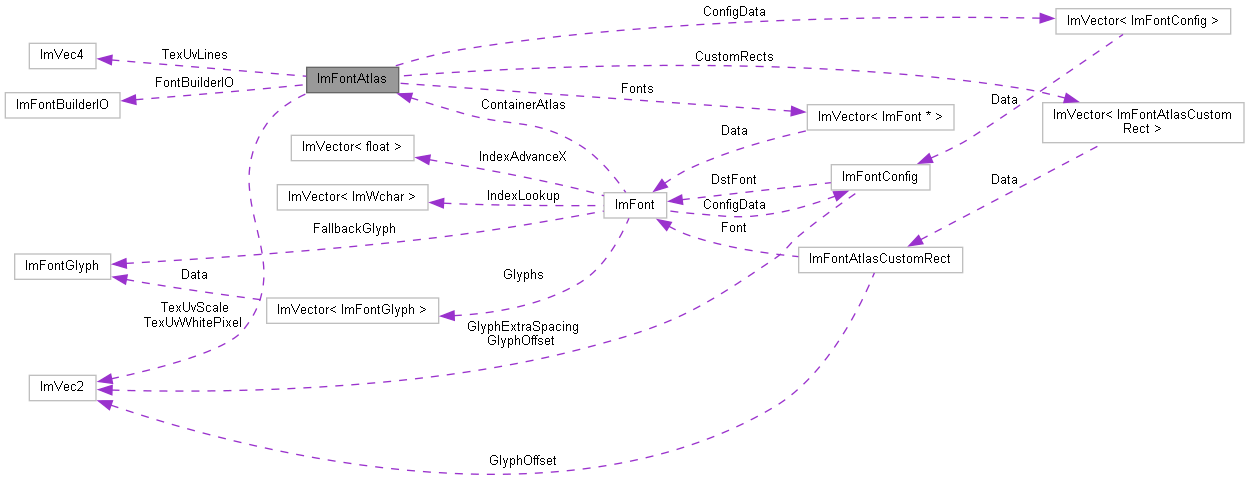 ConfigData
ImVector< ImFontConfig >
ImVec4
TexUvLines
CustomRects
ImFontAtlas
FontBuilderIO
Fonts
ImFontBuilderIO
ContainerAtlas
Data
ImVector< ImFont * >
ImVector< ImFontAtlasCustom
Rect >
Data
ImVector< float >
IndexAdvanceX
DstFont
ImFontConfig
Data
ImVector< ImWchar >
IndexLookup
ImFont
ConfigData
FallbackGlyph
Font
ImFontGlyph
Data
Glyphs
ImFontAtlasCustomRect
TexUvScale
TexUvWhitePixel
ImVector< ImFontGlyph >
GlyphExtraSpacing
GlyphOffset
ImVec2
GlyphOffset